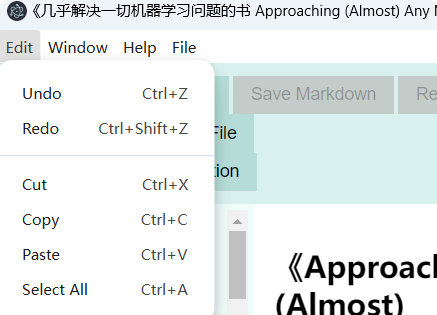 《几乎解决一切机器学习问题的书 Approaching (Almost) Any
Edit Window Help File
Undo Ctrl+Z
Redo Ctrl+Shift+Z
Cut Ctrl+X
Copy Ctrl+C
Paste Ctrl+V
Select All Ctrl+A
Save Markdown Re
File
tion
《Approach
(Almost)